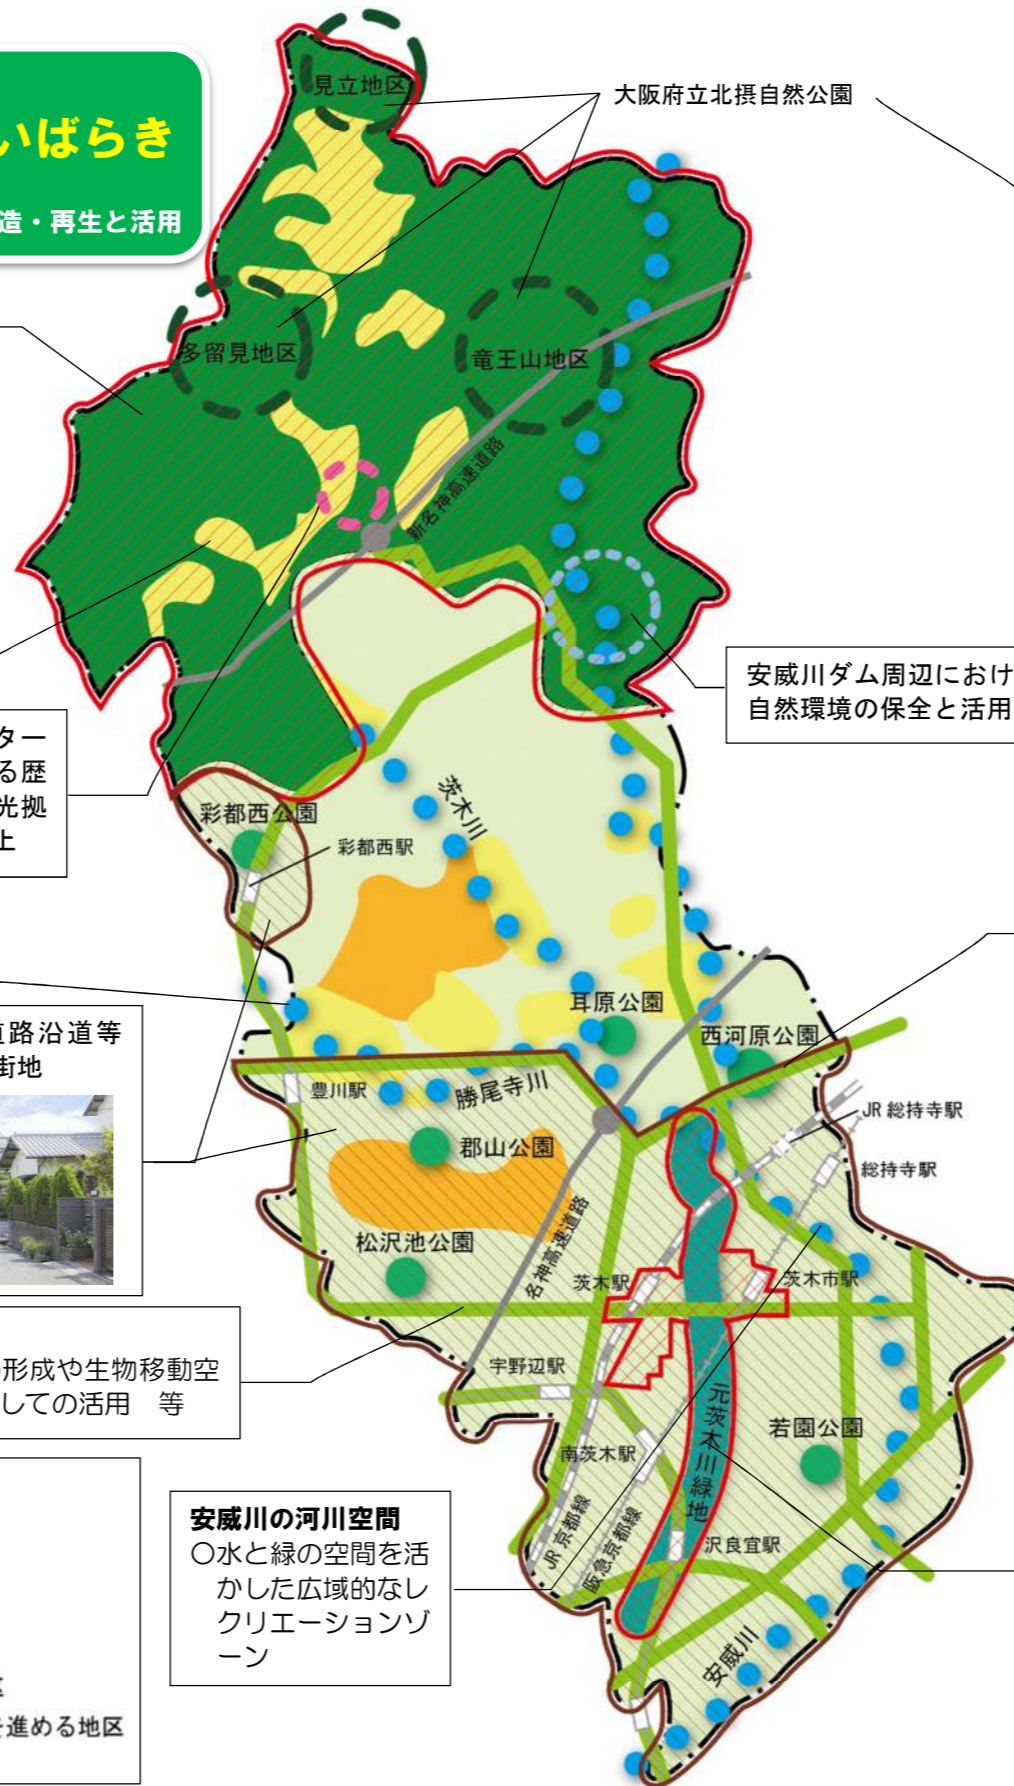 いばらき
造・再生と活用
見立地区
大阪府立北摂自然公園
多留見地区
竜王山地区
新名神高速道路
安威川ダム周辺におけ
自然環境の保全と活用
ター
る歴
光拠
上
彩都西公園
彩都西駅
茨木川
耳原公園
西河原公園
道路沿道等
街地
豊川駅
勝尾寺川
JR 総持寺駅
郡山公園
総持寺駅
松沢池公園
名神高速道路
茨木駅
茨木市駅
形成や生物移動空
しての活用　等
宇野辺駅
元茨木川緑地
若園公園
南茨木駅
安威川の河川空間
○水と緑の空間を活
かした広域的なレ
クリエーションゾ
ーン
JR 京都線
阪急京都線
沢良宜駅
安威川
区
を進める地区